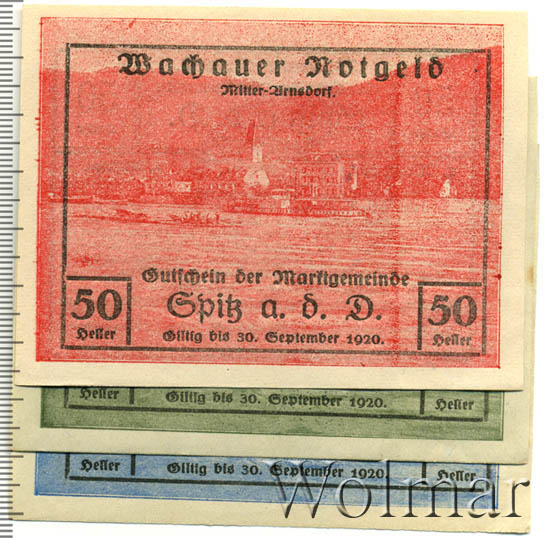 Wachauer Notgeld
Mitter-Arnsdorf.
Gutschein der Marktgemeinde
50 Spitz a. d. D. 50
Heller Giltig bis 30. September 1920. Heller
Heller Giltig bis 30. September 1920. Heller
Heller Giltig bis 30. September 1920. Heller
Wolmar